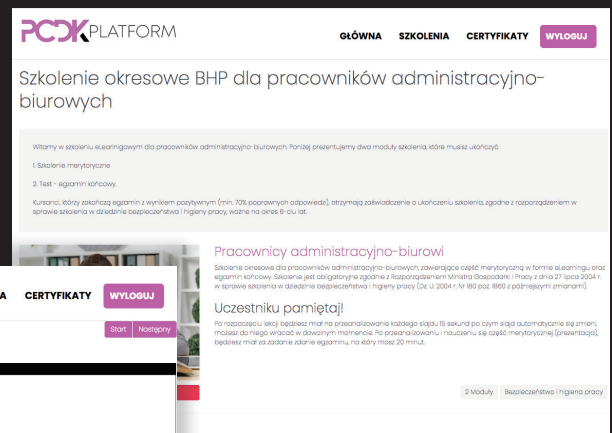 PCDK PLATFORM
GŁÓWNA SZKOLENIA CERTYFIKATY WYLOGUJ
Szkolenie okresowe BHP dla pracowników administracyjno-
biurowych
Witamy w szkoleniu elearningowym dla pracowników administracyjno-biurowych. Poniżej prezentujemy dwa moduły szkolenia, które musisz ukończyć:
1. Szkolenie merytoryczne
2. Test - egzamin końcowy.
Kursanci, którzy zakończą egzamin z wynikiem pozytywnym (min. 70% poprawnych odpowiedzi), otrzymają zaświadczenie o ukończeniu szkolenia, zgodne z rozporządzeniem w
sprawie szkolenia w dziedzinie bezpieczeństwa i higieny pracy, ważne na okres 6-ciu lat.
Pracownicy administracyjno-biurowi
Szkolenie okresowe dla pracowników administracyjno-biurowych, zawierające część merytoryczną w formie elearningu oraz
egzamin końcowy. Szkolenie jest obligatoryjne zgodnie z Rozporządzeniem Ministra Gospodarki i Pracy z dnia 27 lipca 2004 r.
w sprawie szkolenia w dziedzinie bezpieczeństwa i higieny pracy (Dz. U. 2004 r. Nr 180 poz. 1860 z późniejszymi zmianami).
Uczestniku pamiętaj!
Po rozpoczęciu lekcji będziesz miał na przeanalizowanie każdego slajdu 15 sekund po czym slajd automatycznie się zmieni,
możesz do niego wracać w dowolnym momencie. Po przeanalizowaniu i nauczeniu się części merytorycznej (prezentacja),
będziesz miał za zadanie zdanie egzaminu, na który masz 20 minut.
2 Moduły Bezpieczeństwo i higiena pracy
A CERTYFIKATY WYLOGUJ
Start Następny